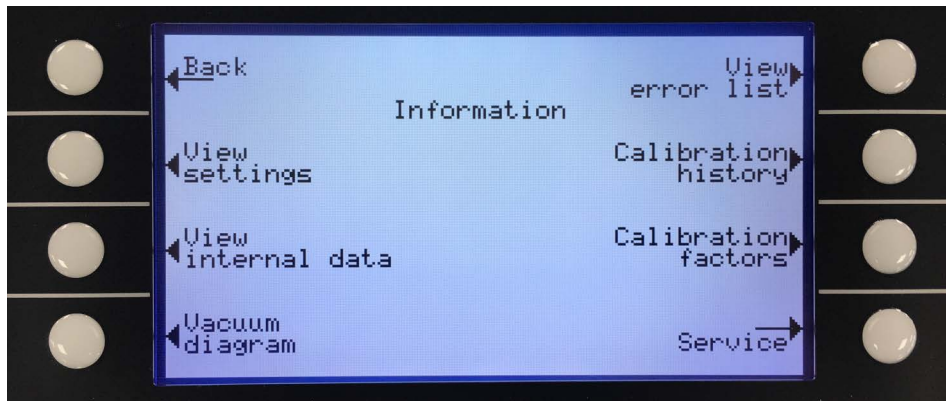 Back
View
error list
Information
View
settings
Calibration
history
View
internal data
Calibration
factors
Vacuum
diagram
Service